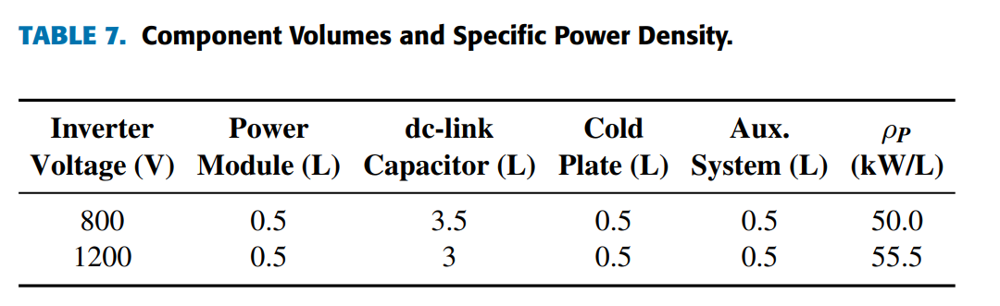 TABLE 7. Component Volumes and Specific Power Density.
Inverter Power dc-link Cold Aux. ρP
Voltage (V) Module (L) Capacitor (L) Plate (L) System (L) (kW/L)
800 0.5 3.5 0.5 0.5 50.0
1200 0.5 3 0.5 0.5 55.5